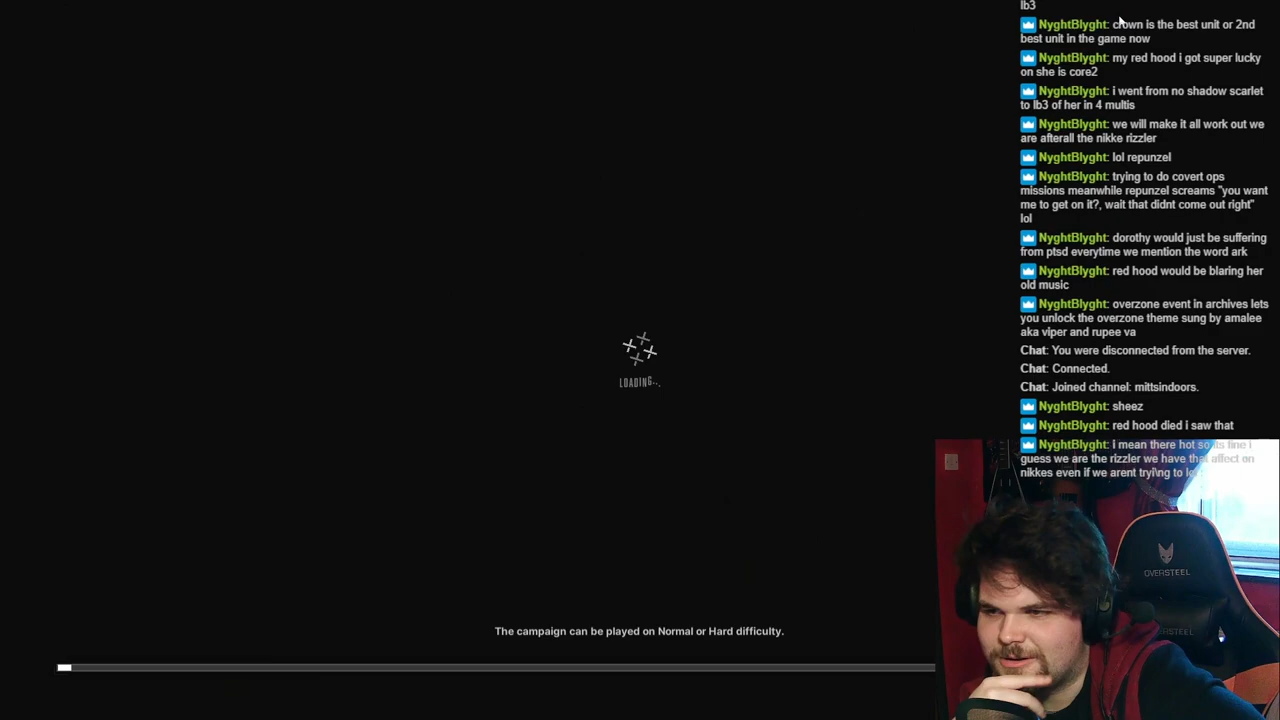 lb3
NyghtBlyght: crown is the best unit or 2nd
best unit in the game now
NyghtBlyght: my red hood i got super lucky
on she is core2
NyghtBlyght: i went from no shadow scarlet
to lb3 of her in 4 multis
NyghtBlyght: we will make it all work out we
are afterall the nikke rizzler
NyghtBlyght: lol repunzel
NyghtBlyght: trying to do covert ops
missions meanwhile repunzel screams "you want
me to get on it?, wait that didnt come out right"
lol
NyghtBlyght: dorothy would just be suffering
from ptsd everytime we mention the word ark
NyghtBlyght: red hood would be blaring her
old music
NyghtBlyght: overzone event in archives lets
you unlock the overzone theme sung by amalee
aka viper and rupee va
Chat: You were disconnected from the server.
Chat: Connected.
Chat: Joined channel: mittsindoors.
NyghtBlyght: sheez
NyghtBlyght: red hood died i saw that
NyghtBlyght: i mean there hot so its fine i
guess we are the rizzler we have that affect on
nikkes even if we arent tryi\ng to
LOADING...
OVERSTEEL
The campaign can be played on Normal or Hard difficulty.